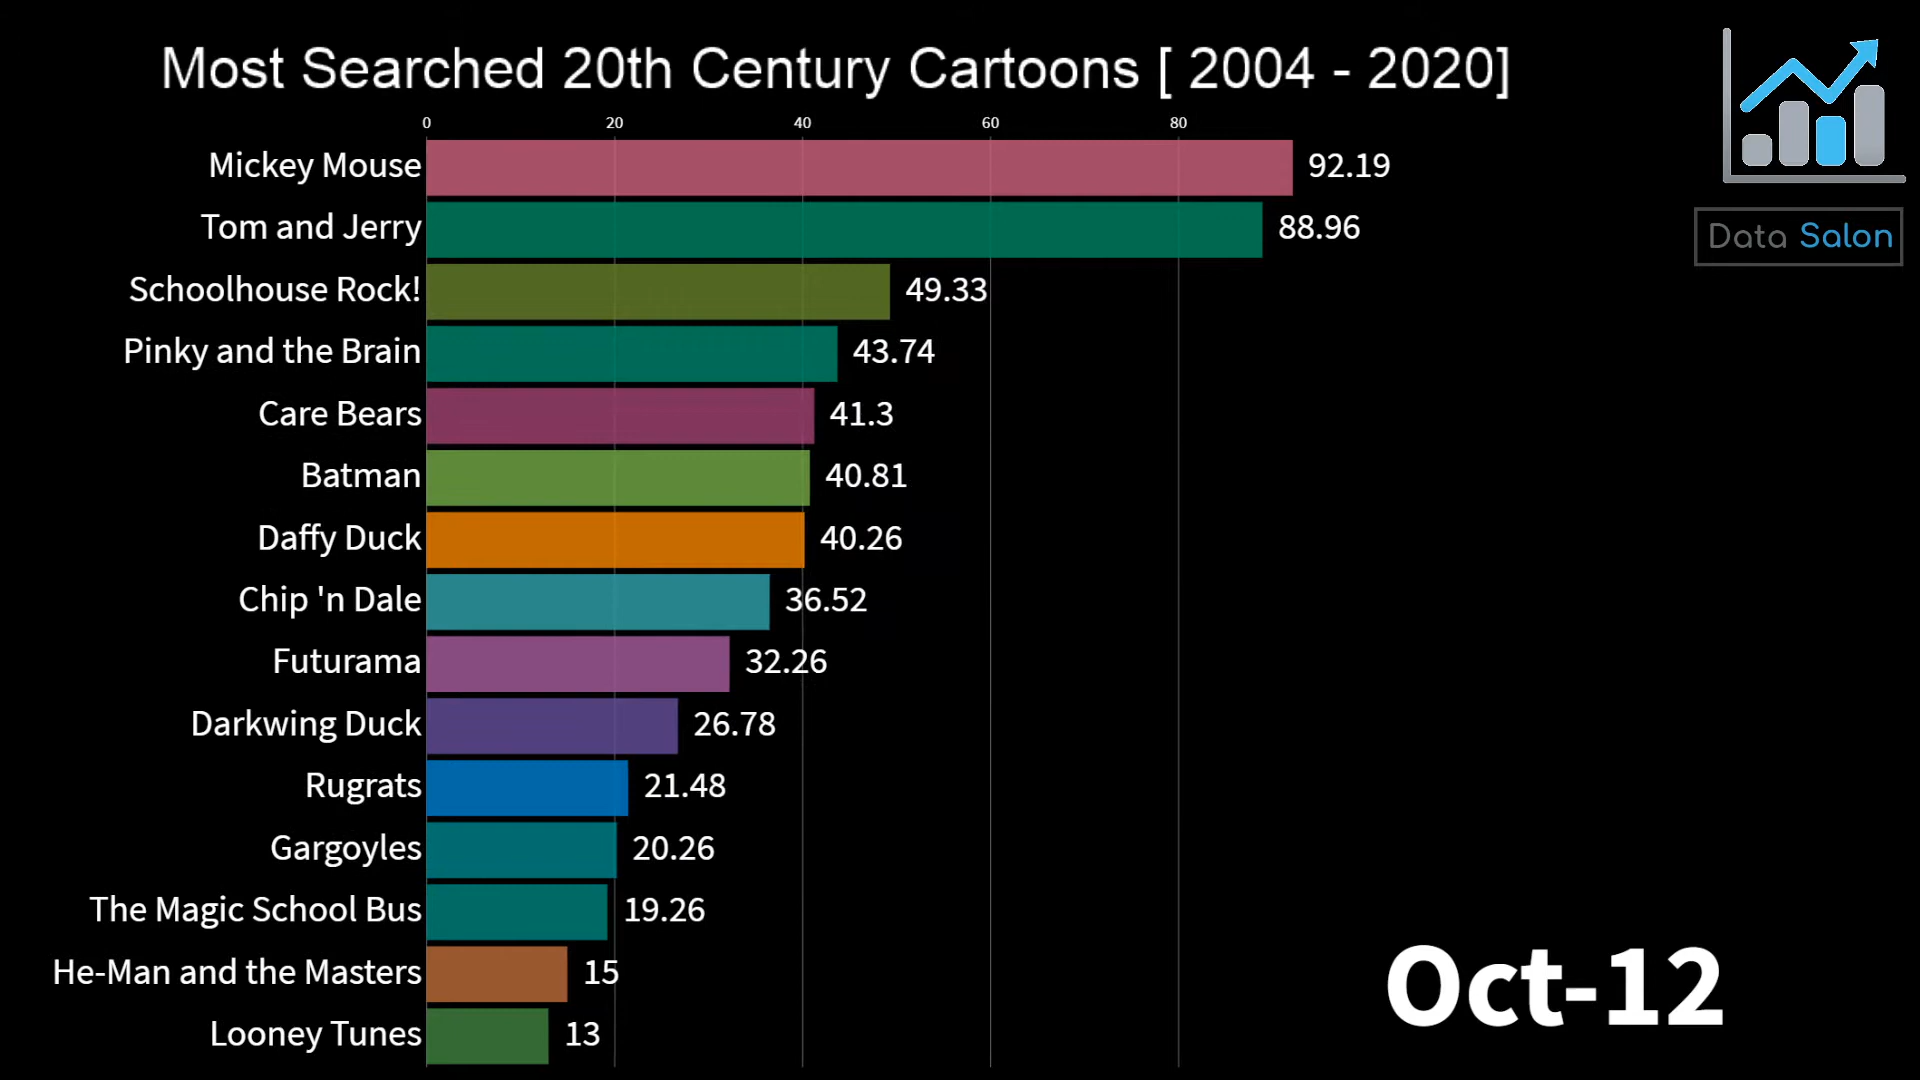 Most Searched 20th Century Cartoons [ 2004 - 2020]
Data Salon
0 20 40 60 80
Mickey Mouse 92.19
Tom and Jerry 88.96
Schoolhouse Rock! 49.33
Pinky and the Brain 43.74
Care Bears 41.3
Batman 40.81
Daffy Duck 40.26
Chip 'n Dale 36.52
Futurama 32.26
Darkwing Duck 26.78
Rugrats 21.48
Gargoyles 20.26
The Magic School Bus 19.26
He-Man and the Masters 15
Looney Tunes 13
Oct-12